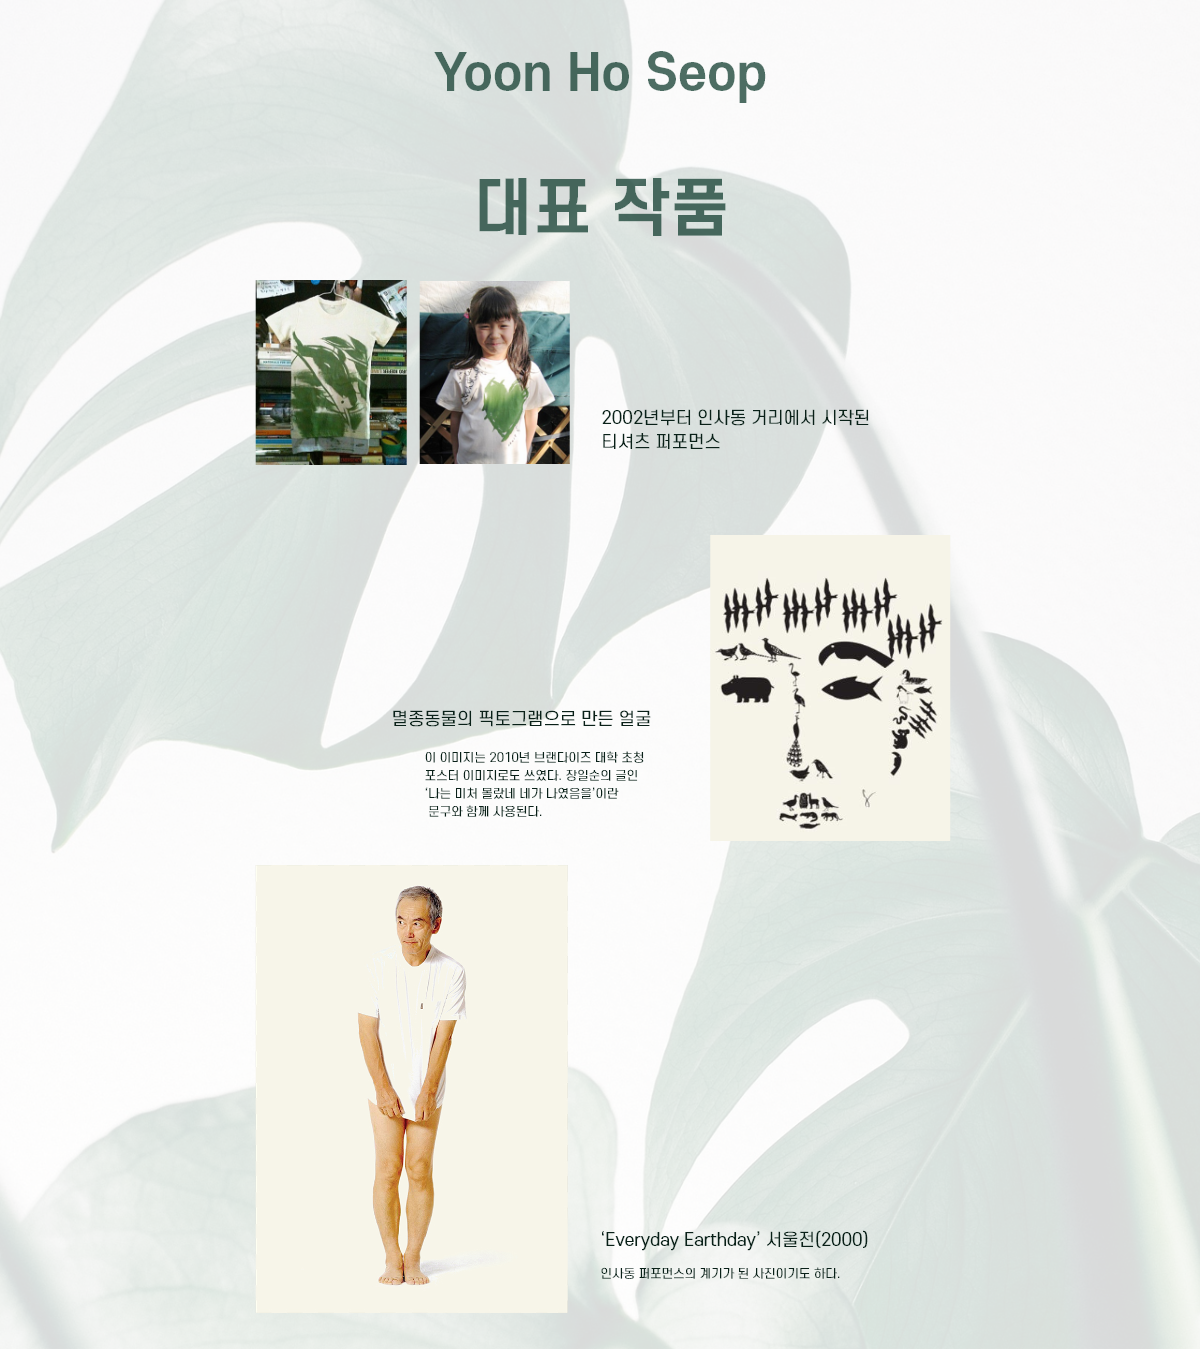 Yoon Ho Seop
대표 작품
2002년부터 인사동 거리에서 시작된
티셔츠 퍼포먼스
멸종동물의 픽토그램으로 만든 얼굴
이 이미지는 2010년 브랜다이즈 대학 초청
포스터 이미지로도 쓰였다. 장일순의 글인
‘나는 미처 몰랐네 네가 나였음을’이란
문구와 함께 사용된다.
‘Everyday Earthday’ 서울전(2000)
인사동 퍼포먼스의 계기가 된 사진이기도 하다.